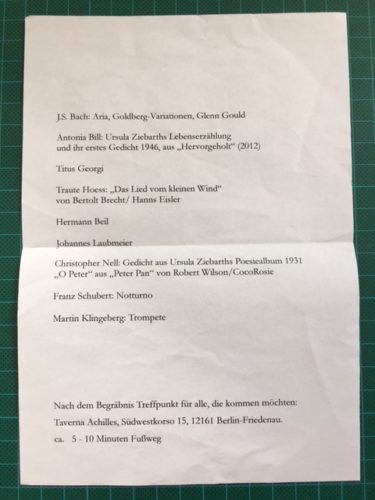 J.S. Bach: Aria, Goldberg-Variationen, Glenn Gould
Antonia Bill: Ursula Ziebarths Lebenserzählung
und ihr erstes Gedicht 1946, aus „Hervorgeholt“ (2012)
Titus Georgi
Traute Hoess: „Das Lied vom kleinen Wind“
von Bertolt Brecht/ Hanns Eisler
Hermann Beil
Johannes Laubmeier
Christopher Nell: Gedicht aus Ursula Ziebarths Poesiealbum 1931
„O Peter“ aus „Peter Pan“ von Robert Wilson/CocoRosie
Franz Schubert: Notturno
Martin Klingeberg: Trompete
Nach dem Begräbnis Treffpunkt für alle, die kommen möchten:
Taverna Achilles, Südwestkorso 15, 12161 Berlin-Friedenau.
ca. 5 - 10 Minuten Fußweg